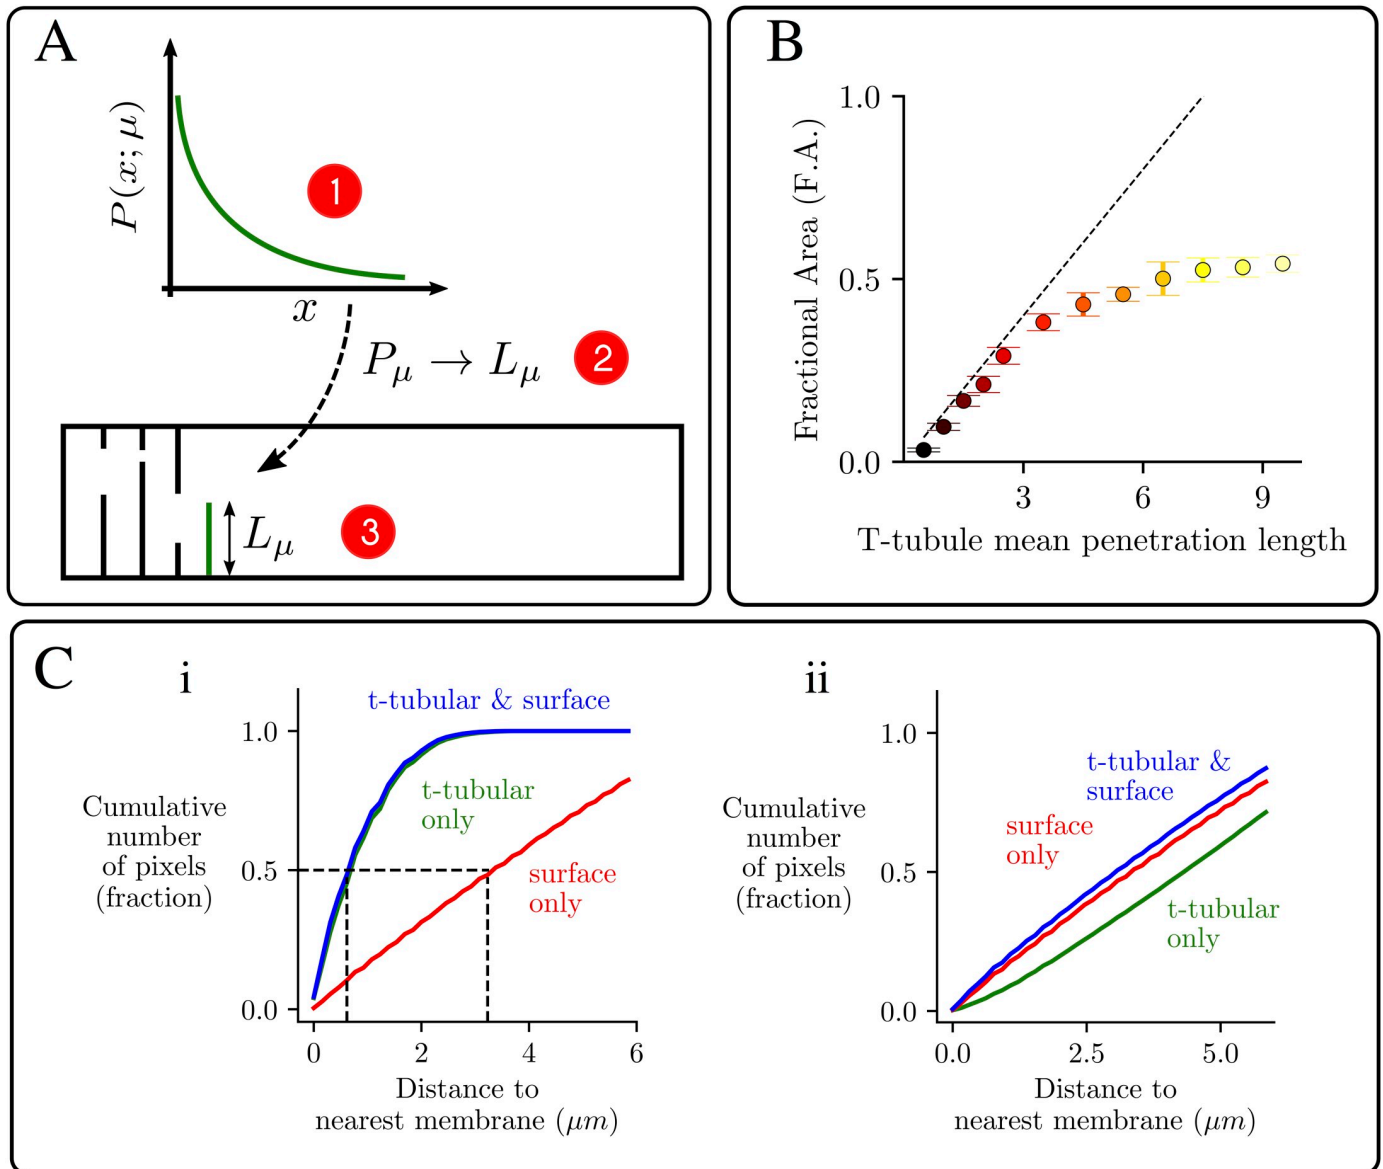 A
P(x; μ)
1
x
Pμ → Lμ
2
Lμ
3
B
Fractional Area (F.A.)
1.0
0.5
0.0
3
6
9
T-tubule mean penetration length
C
i
t-tubular & surface
t-tubular
only
surface
only
Cumulative
number
of pixels
(fraction)
1.0
0.5
0.0
0
2
4
6
Distance to
nearest membrane (μm)
ii
t-tubular &
surface
surface
only
t-tubular
only
Cumulative
number
of pixels
(fraction)
1.0
0.5
0.0
0.0
2.5
5.0
Distance to
nearest membrane (μm)